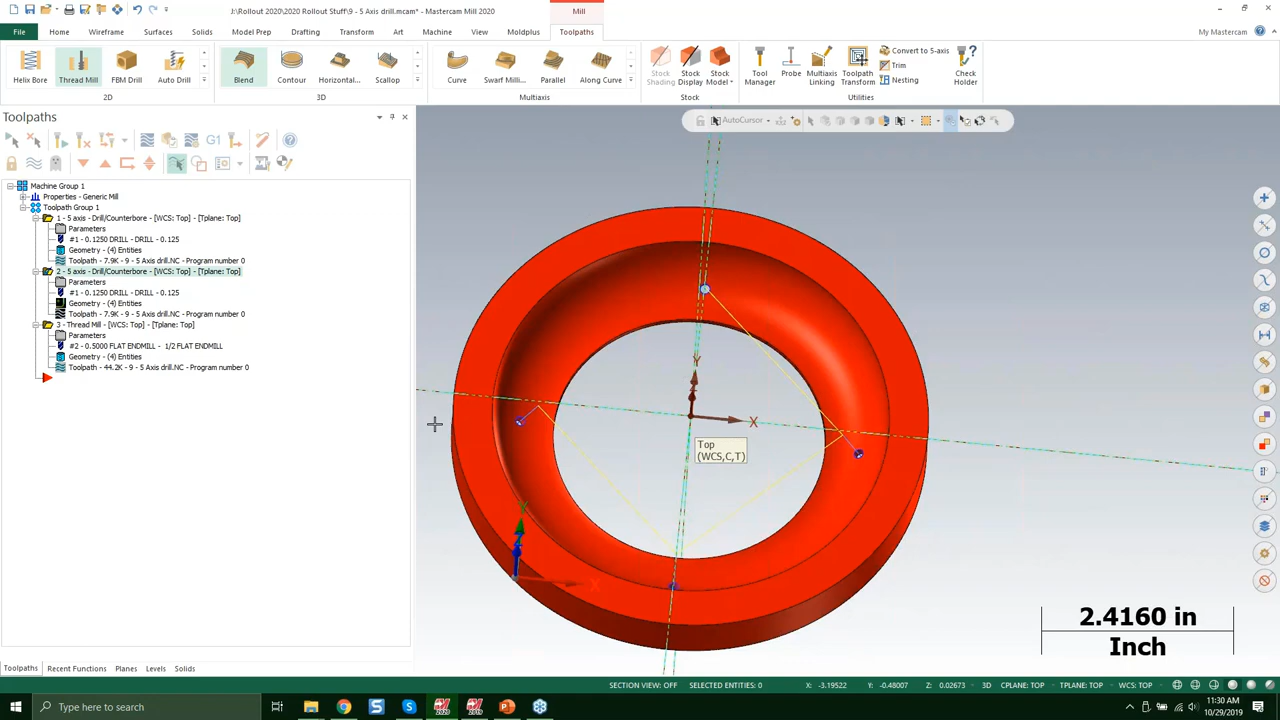 J:\Rollout 2020\2020 Rollout Stuff\9 - 5 Axis drill.mcam* - Mastercam Mill 2020
Mill
File Home Wireframe Surfaces Solids Model Prep Drafting Transform Art Machine View Moldplus Toolpaths My Mastercam
Helix Bore Thread Mill FBM Drill Auto Drill Blend Contour Horizontal... Scallop Curve Swarf Milli... Parallel Along Curve Stock Shading Stock Display Stock Model Tool Manager Probe Multiaxis Linking Toolpath Transform Convert to 5-axis Trim Nesting Check Holder
2D 3D Multiaxis Stock Utilities
Toolpaths
AutoCursor
G1
Machine Group 1
Properties - Generic Mill
Toolpath Group 1
1 - 5 axis - Drill/Counterbore - [WCS: Top] - [Tplane: Top]
Parameters
#1 - 0.1250 DRILL - DRILL - 0.125
Geometry - (4) Entities
Toolpath - 7.9K - 9 - 5 Axis drill.NC - Program number 0
2 - 5 axis - Drill/Counterbore - [WCS: Top] - [Tplane: Top]
Parameters
#1 - 0.1250 DRILL - DRILL - 0.125
Geometry - (4) Entities
Toolpath - 7.9K - 9 - 5 Axis drill.NC - Program number 0
3 - Thread Mill - [WCS: Top] - [Tplane: Top]
Parameters
#2 - 0.5000 FLAT ENDMILL - 1/2 FLAT ENDMILL
Geometry - (4) Entities
Toolpath - 44.2K - 9 - 5 Axis drill.NC - Program number 0
Y
X
Top
(WCS,C,T)
Y
X
2.4160 in
Inch
Toolpaths Recent Functions Planes Levels Solids
SECTION VIEW: OFF SELECTED ENTITIES: 0 X: -3.19522 Y: -0.48007 Z: 0.02673 3D CPLANE: TOP TPLANE: TOP WCS: TOP
Type here to search
11:30 AM
10/29/2019